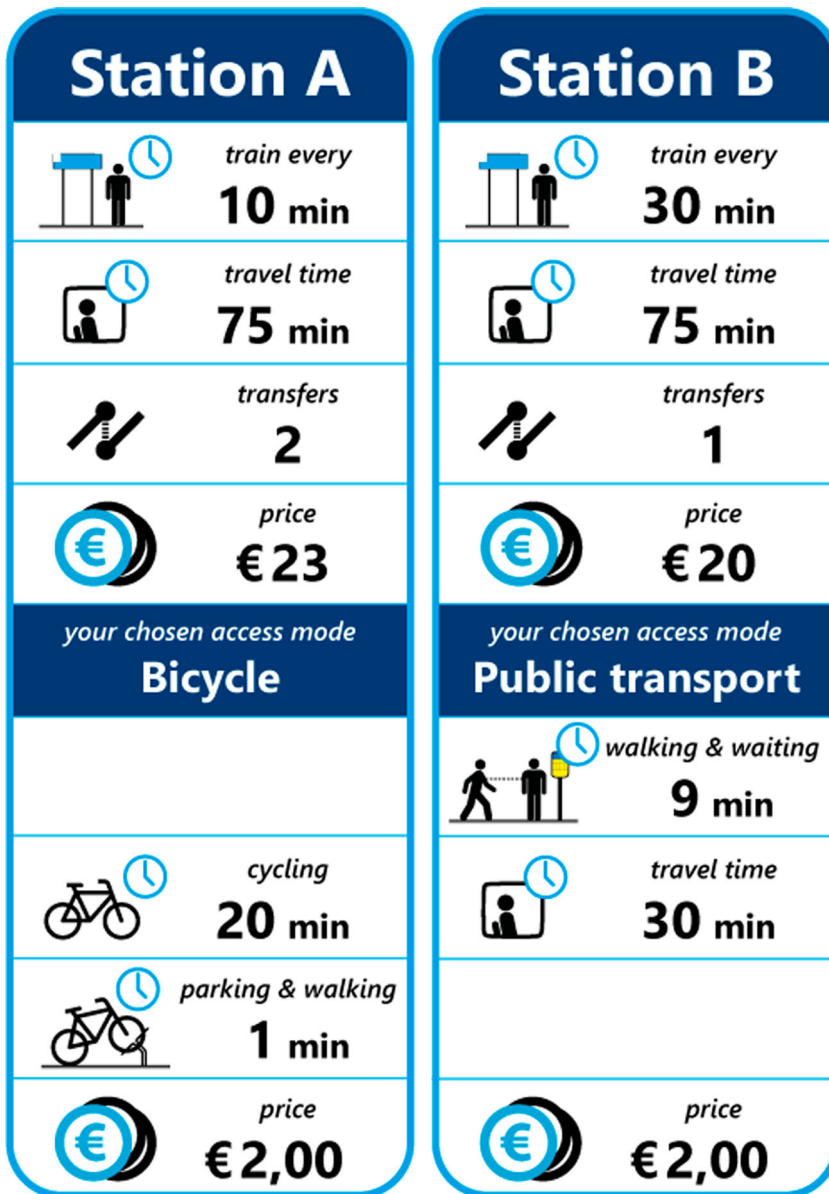 Station A
train every
10 min
travel time
75 min
transfers
2
price
€ 23
your chosen access mode
Bicycle
cycling
20 min
parking & walking
1 min
price
€ 2,00
Station B
train every
30 min
travel time
75 min
transfers
1
price
€ 20
your chosen access mode
Public transport
walking & waiting
9 min
travel time
30 min
price
€ 2,00